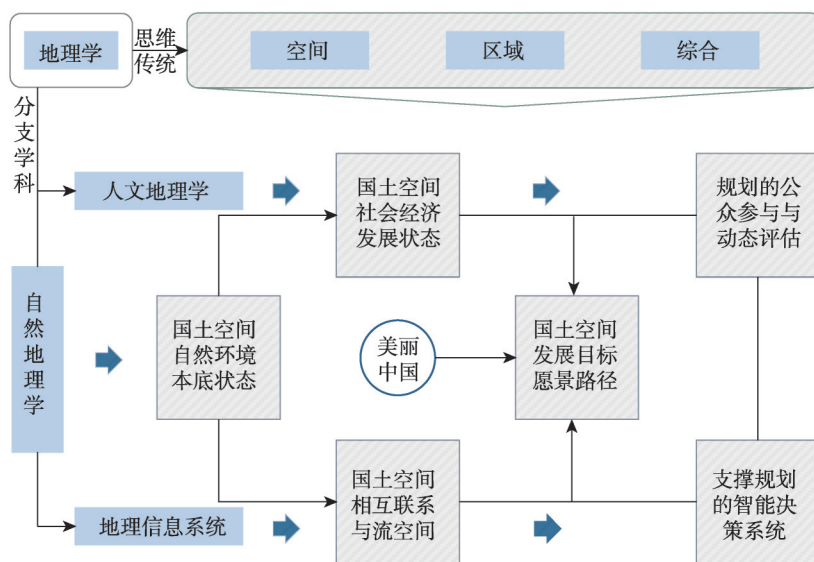 地理学
思维
传统
空间
区域
综合
分支学科
人文地理学
国土空间
社会经济
发展状态
规划的公
众参与与
动态评估
自然地理学
国土空间
自然环境
本底状态
美丽
中国
国土空间
发展目标
愿景路径
地理信息系统
国土空间
相互联系
与流空间
支撑规划
的智能决
策系统